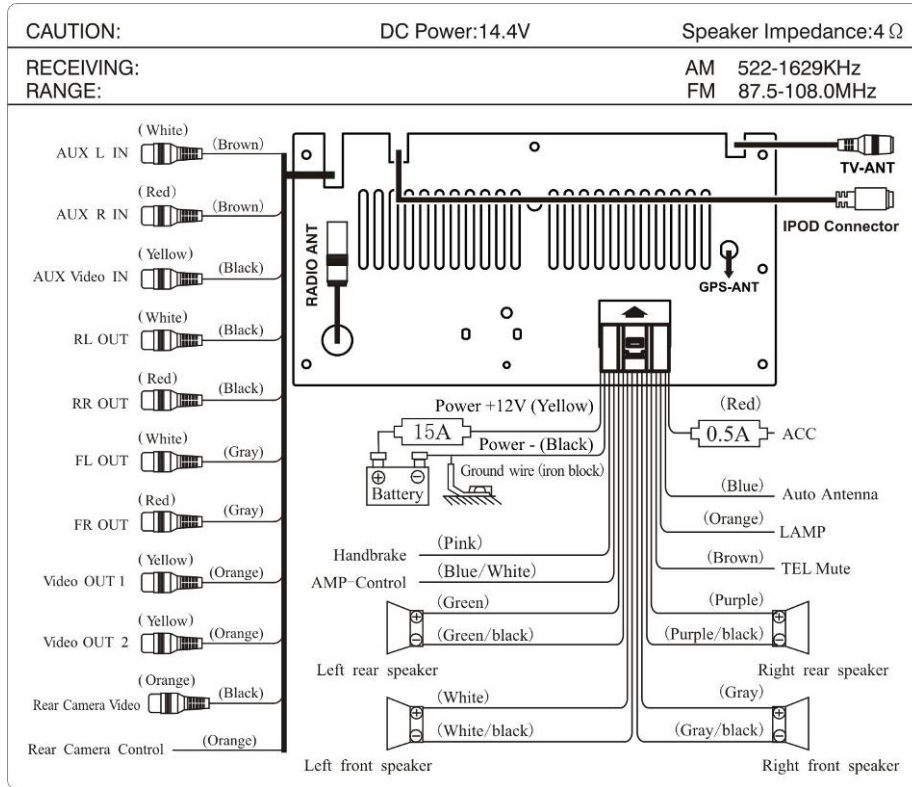 CAUTION: DC Power:14.4V Speaker Impedance:4 Ω
RECEIVING: AM 522-1629KHz
RANGE: FM 87.5-108.0MHz
(White)
AUX L IN (Brown)
(Red)
AUX R IN (Brown)
(Yellow)
AUX Video IN (Black)
(White)
RL OUT (Black)
(Red)
RR OUT (Black)
(White)
FL OUT (Gray)
(Red)
FR OUT (Gray)
(Yellow)
Video OUT 1 (Orange)
(Yellow)
Video OUT 2 (Orange)
(Orange)
Rear Camera Video (Black)
Rear Camera Control (Orange)
RADIO ANT
TV-ANT
IPOD Connector
GPS-ANT
Power +12V (Yellow)
15A
Power - (Black)
Ground wire (iron block)
Battery
(Red)
0.5A ACC
(Blue) Auto Antenna
(Orange) LAMP
(Brown) TEL Mute
Handbrake (Pink)
AMP-Control (Blue/White)
(Green)
(Green/black)
Left rear speaker
(Purple)
(Purple/black)
Right rear speaker
(White)
(White/black)
Left front speaker
(Gray)
(Gray/black)
Right front speaker